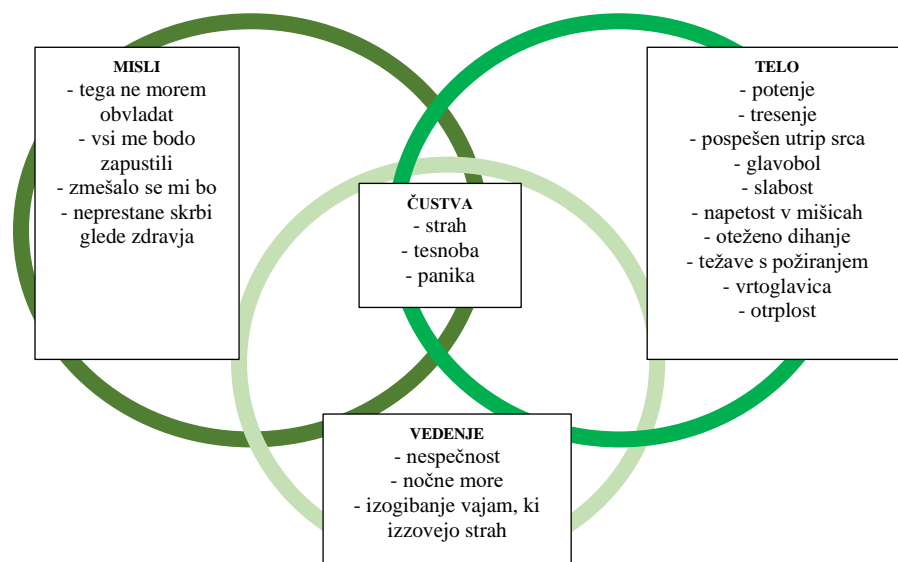 MISLI
- tega ne morem
obvladat
- vsi me bodo
zapustili
- zmešalo se mi bo
- neprestane skrbi
glede zdravja
ČUSTVA
- strah
- tesnoba
- panika
TELO
- potenje
- tresenje
- pospešen utrip srca
- glavobol
- slabost
- napetost v mišicah
- oteženo dihanje
- težave s požiranjem
- vrtoglavica
- otrplost
VEDENJE
- nespečnost
- nočne more
- izogibanje vajam, ki
izzovejo strah